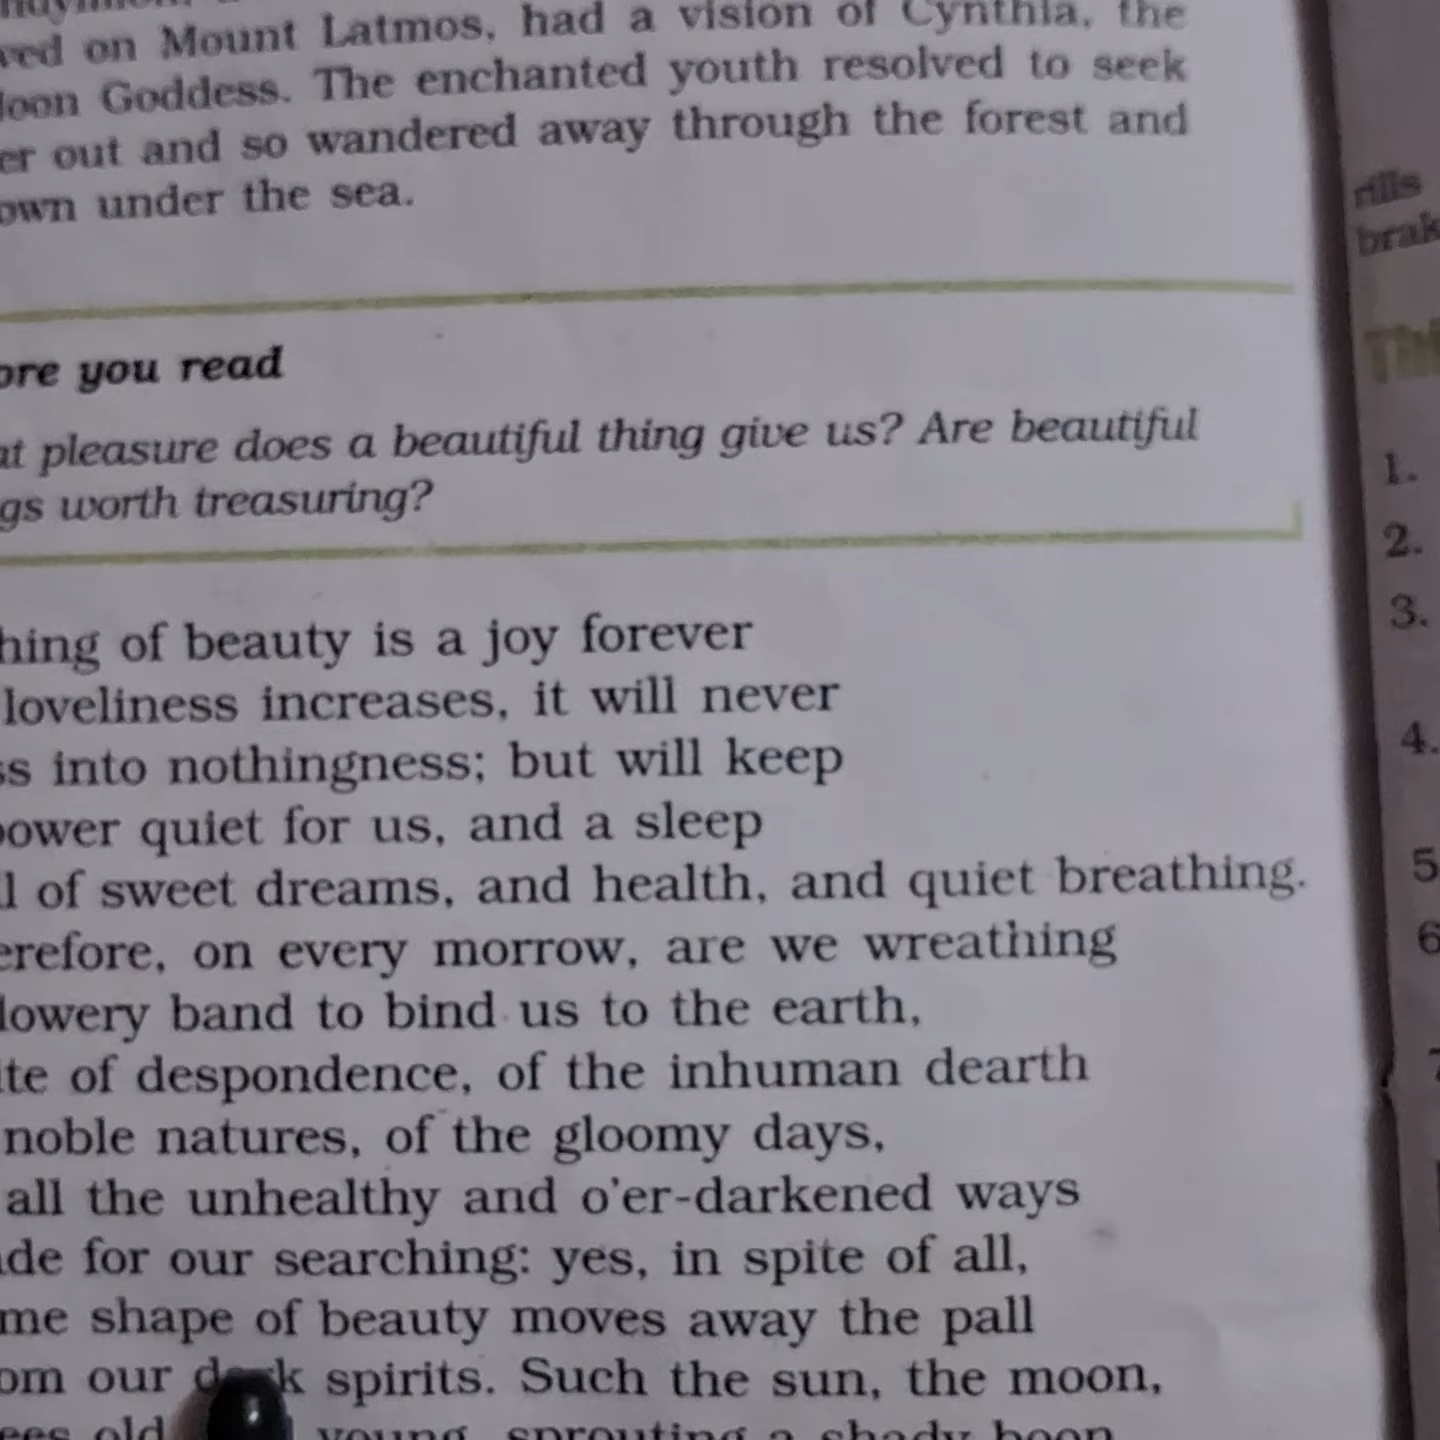 ved on Mount Latmos, had a vision of Cynthia, the
oon Goddess. The enchanted youth resolved to seek
er out and so wandered away through the forest and
own under the sea.
ore you read
at pleasure does a beautiful thing give us? Are beautiful
gs worth treasuring?
hing of beauty is a joy forever
loveliness increases, it will never
ss into nothingness; but will keep
ower quiet for us, and a sleep
l of sweet dreams, and health, and quiet breathing.
erefore, on every morrow, are we wreathing
lowery band to bind us to the earth,
ite of despondence, of the inhuman dearth
noble natures, of the gloomy days,
all the unhealthy and o'er-darkened ways
de for our searching: yes, in spite of all,
me shape of beauty moves away the pall
om our d k spirits. Such the sun, the moon,
ees old young, sprouting a shady boon
rills
brak
Thi
1.
2.
3.
4.
5
6
7